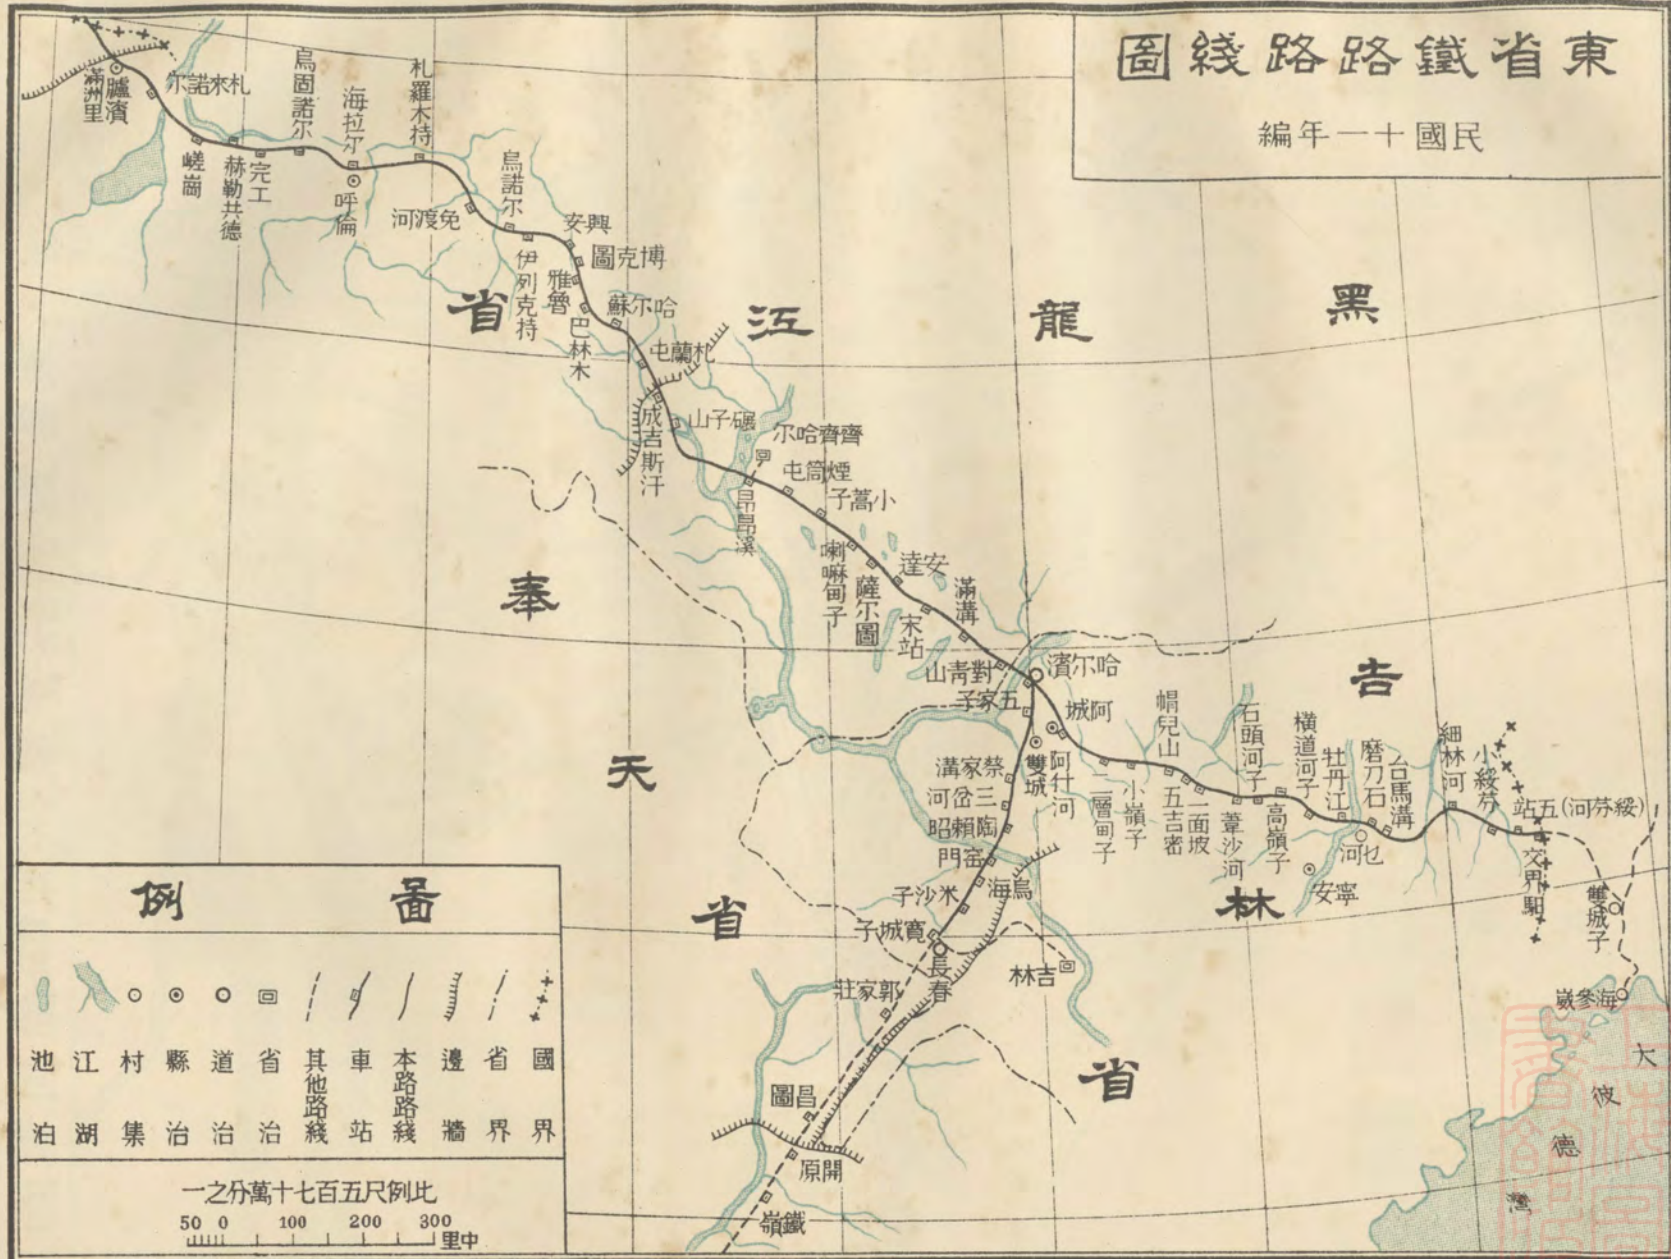 東省鐵路路綫圖
民國十一年編
黑龍江省
奉天省
吉林省
臚濱
滿洲里
札來諾尔
嵯崗
赫勒共德
完工
烏固諾尔
海拉尔
呼倫
札羅木持
免渡河
烏諾尔
伊列克持
興安
博克圖
雅魯
巴林木
哈尔蘇
札蘭屯
成吉斯汗
碾子山
齊齊哈尔
昂昂溪
煙筒屯
小蒿子
喇嘛甸子
薩尔圖
安達
宋站
滿溝
對青山
哈尔濱
五家子
雙城
阿城
阿什河
二層甸子
小嶺子
帽兒山
五吉密
一面坡
葦沙河
石頭河子
高嶺子
橫道河子
牡丹江
磨刀石
台馬溝
乜河
寧安
細林河
小綏芬
五站(綏芬河)
交界馹
雙城子
海參崴
大彼德灣
蔡家溝
三岔河
陶賴昭
窰門
烏海
米沙子
寬城子
長春
吉林
郭家莊
昌圖
開原
鐵嶺
圖例
國界
省界
邊牆
本路路綫
車站
其他路綫
省治
道治
縣治
村集
江湖
池泊
比例尺五百七十萬分之一
50 0 100 200 300
中里